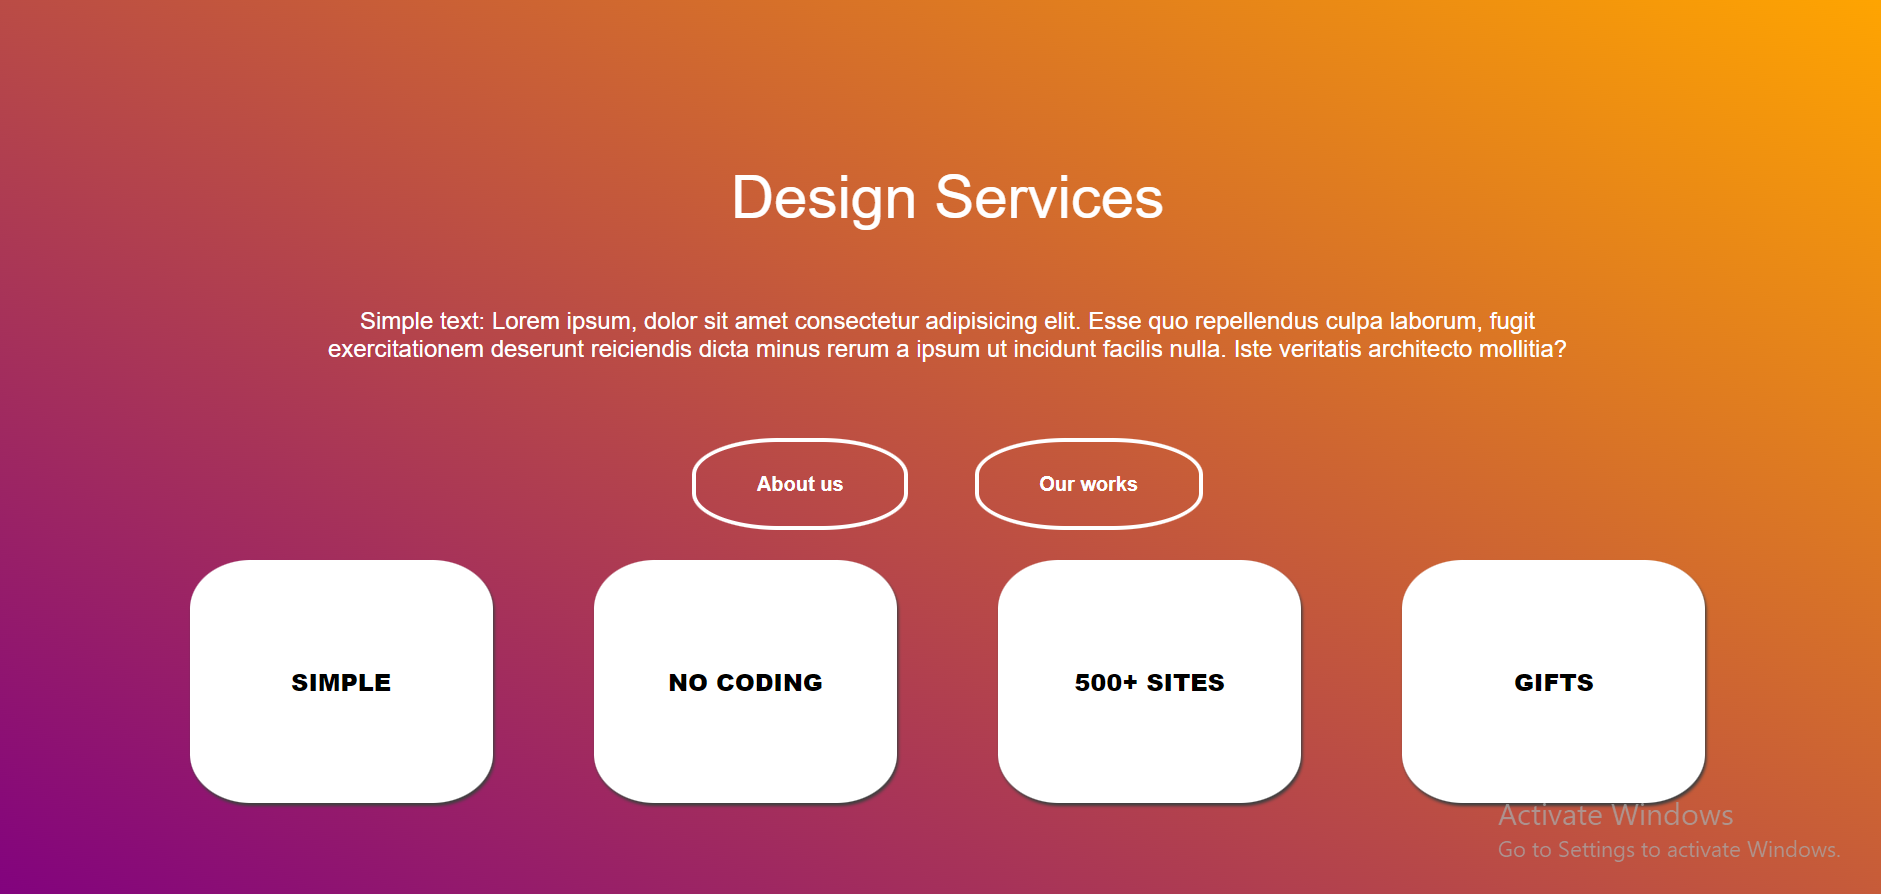 Design Services
Simple text: Lorem ipsum, dolor sit amet consectetur adipisicing elit. Esse quo repellendus culpa laborum, fugit
exercitationem deserunt reiciendis dicta minus rerum a ipsum ut incidunt facilis nulla. Iste veritatis architecto mollitia?
About us
Our works
SIMPLE
NO CODING
500+ SITES
GIFTS
Activate Windows
Go to Settings to activate Windows.